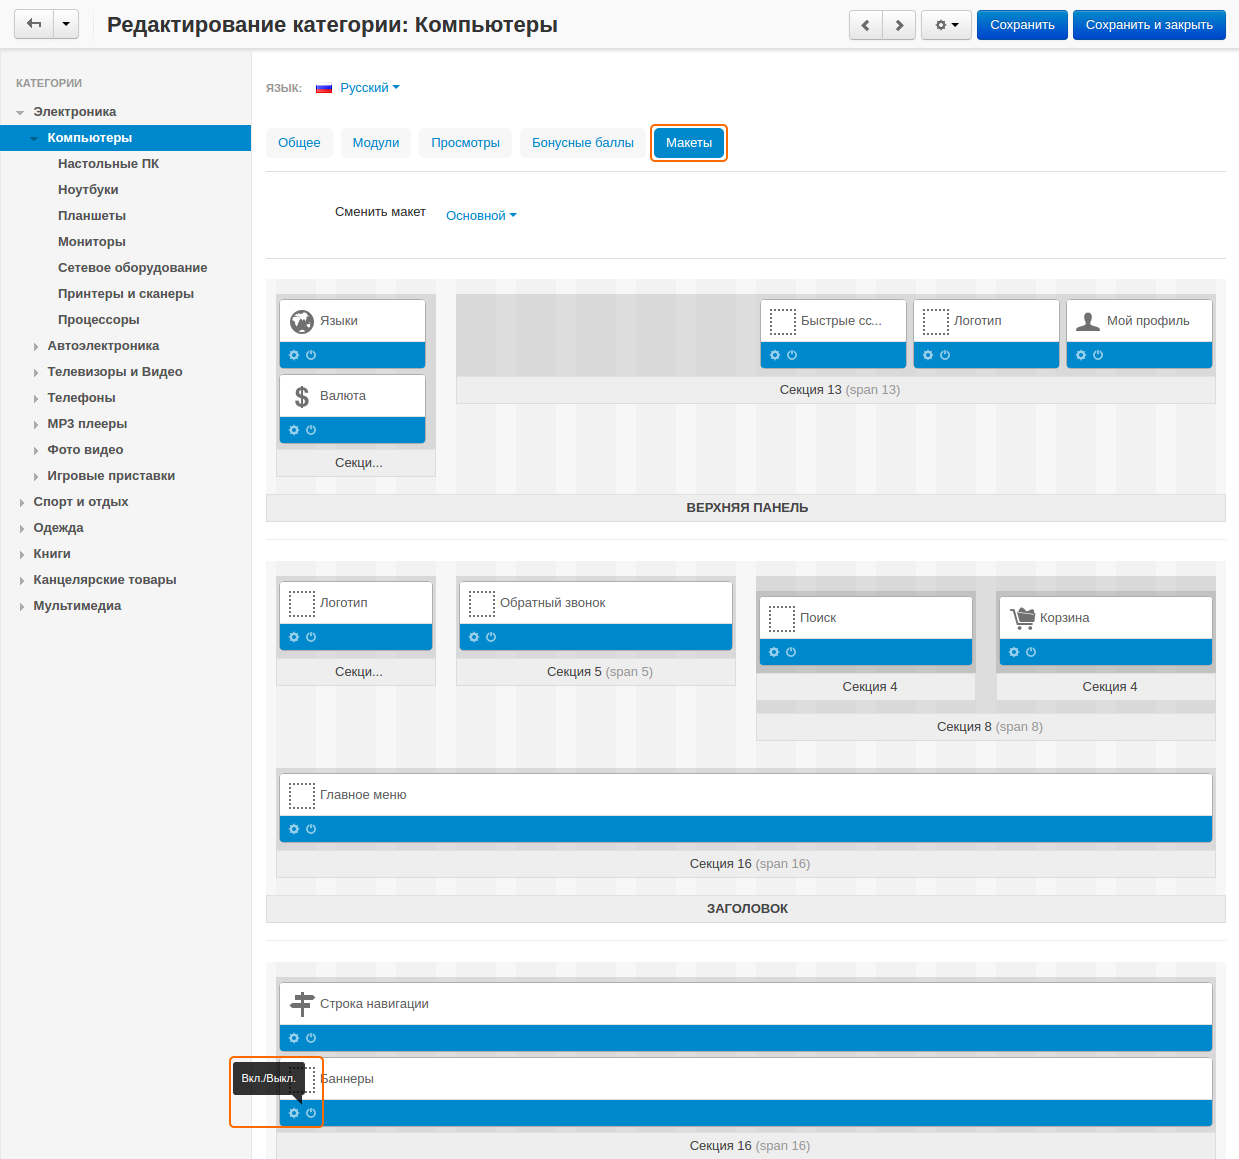 Редактирование категории: Компьютеры
Сохранить
Сохранить и закрыть
КАТЕГОРИИ
Электроника
Компьютеры
Настольные ПК
Ноутбуки
Планшеты
Мониторы
Сетевое оборудование
Принтеры и сканеры
Процессоры
Автоэлектроника
Телевизоры и Видео
Телефоны
МР3 плееры
Фото видео
Игровые приставки
Спорт и отдых
Одежда
Книги
Канцелярские товары
Мультимедиа
ЯЗЫК: Русский
Общее Модули Просмотры Бонусные баллы Макеты
Сменить макет Основной
Языки
Валюта
Секци...
Быстрые сс... Логотип Мой профиль
Секция 13 (span 13)
ВЕРХНЯЯ ПАНЕЛЬ
Логотип
Секци...
Обратный звонок
Секция 5 (span 5)
Поиск
Секция 4
Корзина
Секция 4
Секция 8 (span 8)
Главное меню
Секция 16 (span 16)
ЗАГОЛОВОК
Строка навигации
Вкл./Выкл.
Баннеры
Секция 16 (span 16)